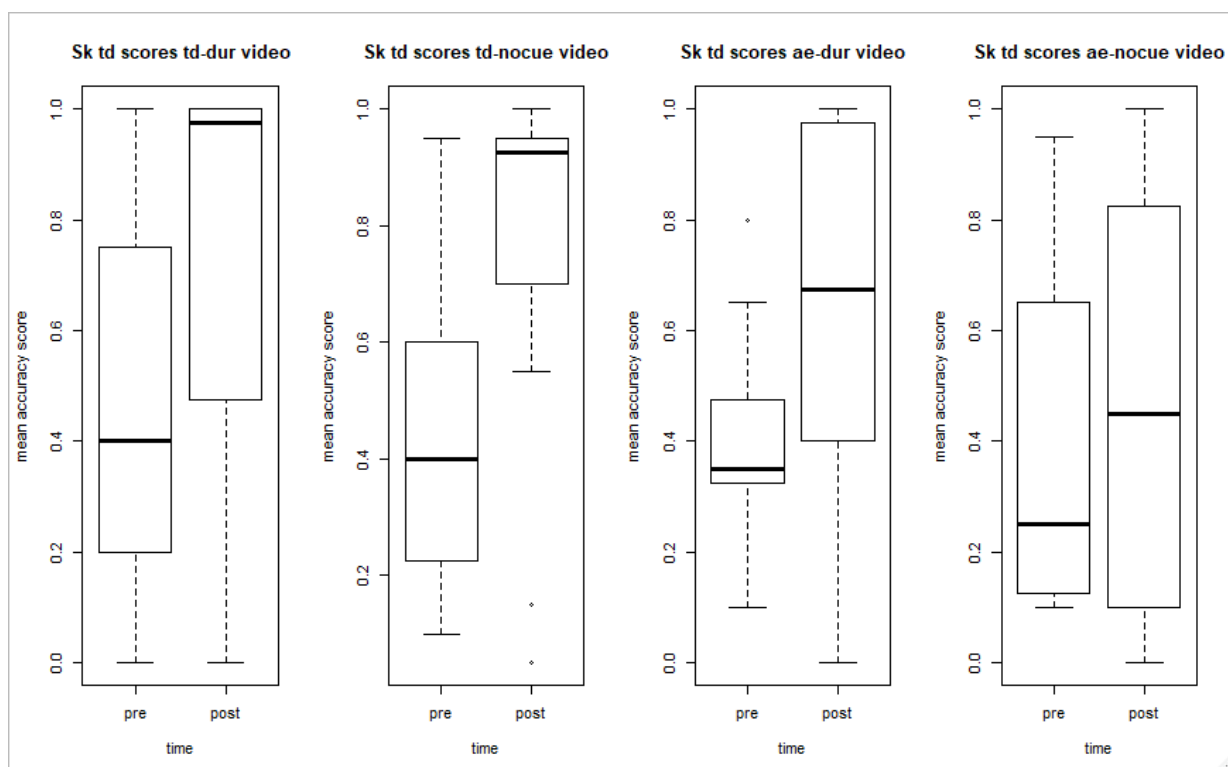 Sk td scores td-dur video
mean accuracy score
1.0
0.8
0.6
0.4
0.2
0.0
pre post
time
Sk td scores td-nocue video
mean accuracy score
1.0
0.8
0.6
0.4
0.2
pre post
time
Sk td scores ae-dur video
mean accuracy score
1.0
0.8
0.6
0.4
0.2
0.0
pre post
time
Sk td scores ae-nocue video
mean accuracy score
1.0
0.8
0.6
0.4
0.2
0.0
pre post
time